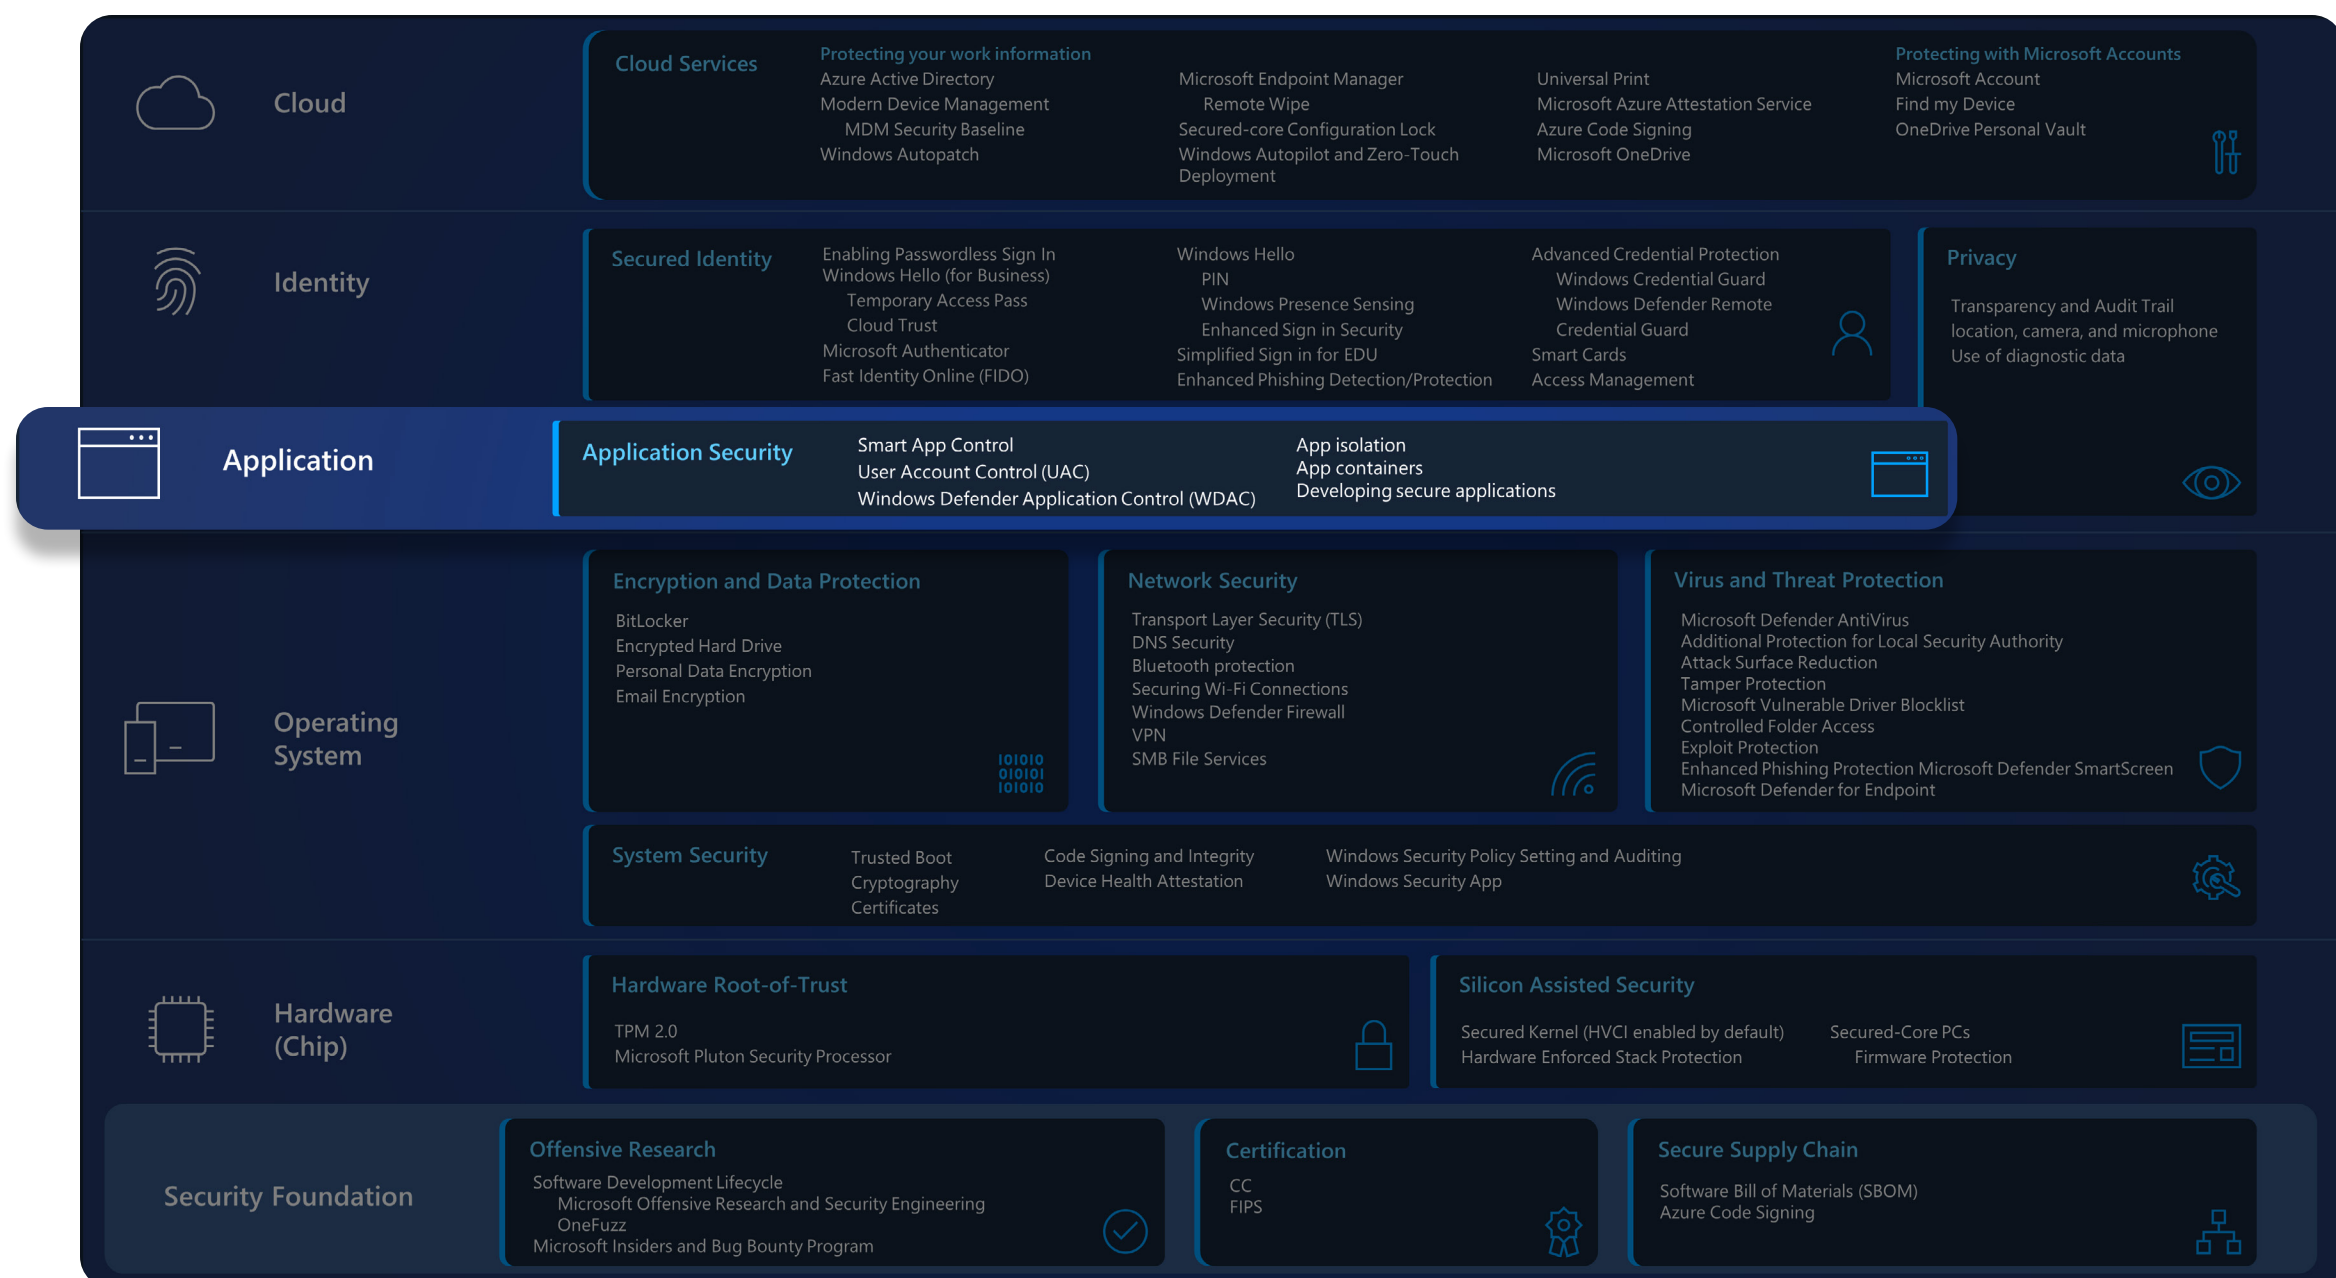 Cloud
Cloud Services
Protecting your work information
Azure Active Directory
Modern Device Management
MDM Security Baseline
Windows Autopatch
Microsoft Endpoint Manager
Remote Wipe
Secured-core Configuration Lock
Windows Autopilot and Zero-Touch
Deployment
Universal Print
Microsoft Azure Attestation Service
Azure Code Signing
Microsoft OneDrive
Protecting with Microsoft Accounts
Microsoft Account
Find my Device
OneDrive Personal Vault
Identity
Secured Identity
Enabling Passwordless Sign In
Windows Hello (for Business)
Temporary Access Pass
Cloud Trust
Microsoft Authenticator
Fast Identity Online (FIDO)
Windows Hello
PIN
Windows Presence Sensing
Enhanced Sign in Security
Simplified Sign in for EDU
Enhanced Phishing Detection/Protection
Advanced Credential Protection
Windows Credential Guard
Windows Defender Remote
Credential Guard
Smart Cards
Access Management
Privacy
Transparency and Audit Trail
location, camera, and microphone
Use of diagnostic data
Application
Application Security
Smart App Control
User Account Control (UAC)
Windows Defender Application Control (WDAC)
App isolation
App containers
Developing secure applications
Operating
System
Encryption and Data Protection
BitLocker
Encrypted Hard Drive
Personal Data Encryption
Email Encryption
101010
010101
101010
Network Security
Transport Layer Security (TLS)
DNS Security
Bluetooth protection
Securing Wi-Fi Connections
Windows Defender Firewall
VPN
SMB File Services
Virus and Threat Protection
Microsoft Defender AntiVirus
Additional Protection for Local Security Authority
Attack Surface Reduction
Tamper Protection
Microsoft Vulnerable Driver Blocklist
Controlled Folder Access
Exploit Protection
Enhanced Phishing Protection Microsoft Defender SmartScreen
Microsoft Defender for Endpoint
System Security
Trusted Boot
Cryptography
Certificates
Code Signing and Integrity
Device Health Attestation
Windows Security Policy Setting and Auditing
Windows Security App
Hardware
(Chip)
Hardware Root-of-Trust
TPM 2.0
Microsoft Pluton Security Processor
Silicon Assisted Security
Secured Kernel (HVCI enabled by default)
Hardware Enforced Stack Protection
Secured-Core PCs
Firmware Protection
Security Foundation
Offensive Research
Software Development Lifecycle
Microsoft Offensive Research and Security Engineering
OneFuzz
Microsoft Insiders and Bug Bounty Program
Certification
CC
FIPS
Secure Supply Chain
Software Bill of Materials (SBOM)
Azure Code Signing